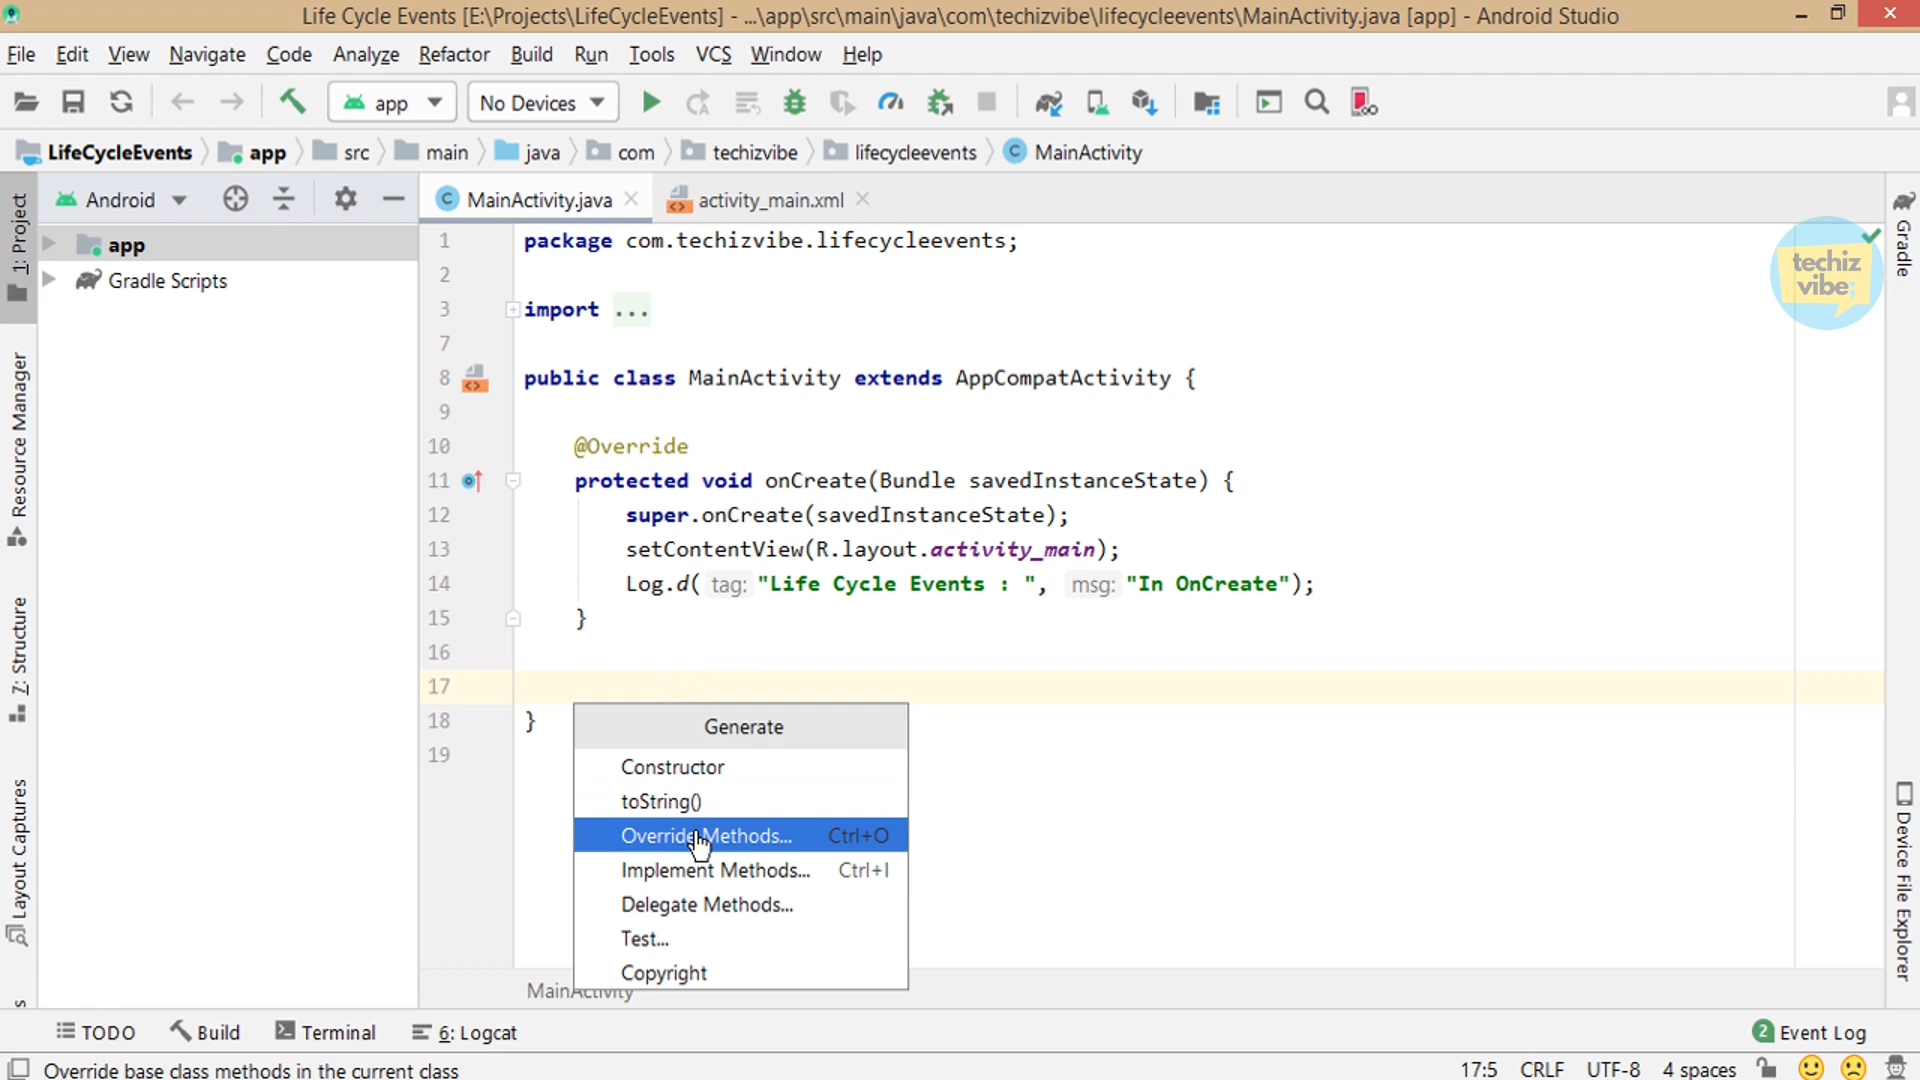 Life Cycle Events [E:\Projects\LifeCycleEvents] - ...\app\src\main\java\com\techizvibe\lifecycleevents\MainActivity.java [app] - Android Studio
File Edit View Navigate Code Analyze Refactor Build Run Tools VCS Window Help
app No Devices
LifeCycleEvents app src main java com techizvibe lifecycleevents MainActivity
Android MainActivity.java activity_main.xml
1: Project
Resource Manager
7: Structure
Layout Captures
app
Gradle Scripts
1 package com.techizvibe.lifecycleevents;
2
3 import ...
7
8 public class MainActivity extends AppCompatActivity {
9
10 @Override
11 protected void onCreate(Bundle savedInstanceState) {
12 super.onCreate(savedInstanceState);
13 setContentView(R.layout.activity_main);
14 Log.d( tag: "Life Cycle Events : ", msg: "In OnCreate");
15 }
16
17
18 }
19
Generate
Constructor
toString()
Override Methods... Ctrl+O
Implement Methods... Ctrl+I
Delegate Methods...
Test...
Copyright
MainActivity
techiz
vibe;
Gradle
Device File Explorer
TODO Build Terminal 6: Logcat 2 Event Log
Override base class methods in the current class 17:5 CRLF UTF-8 4 spaces